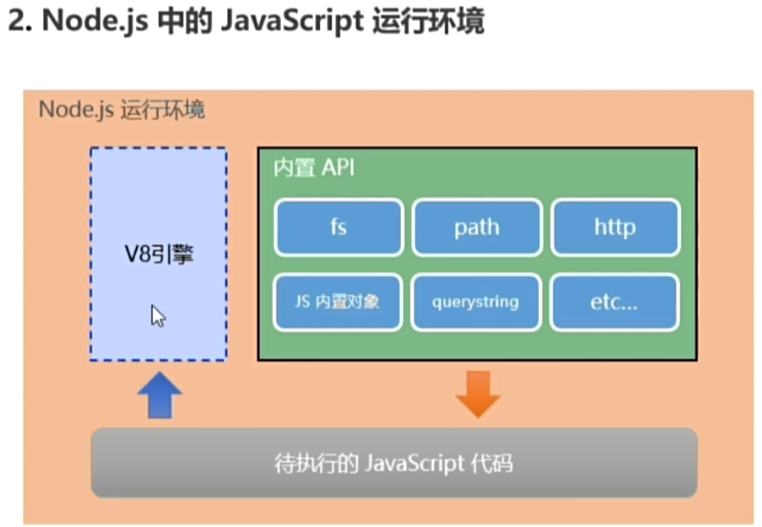 2. Node.js 中的 JavaScript 运行环境
Node.js 运行环境
V8引擎
内置 API
fs
path
http
JS 内置对象
querystring
etc...
待执行的 JavaScript 代码